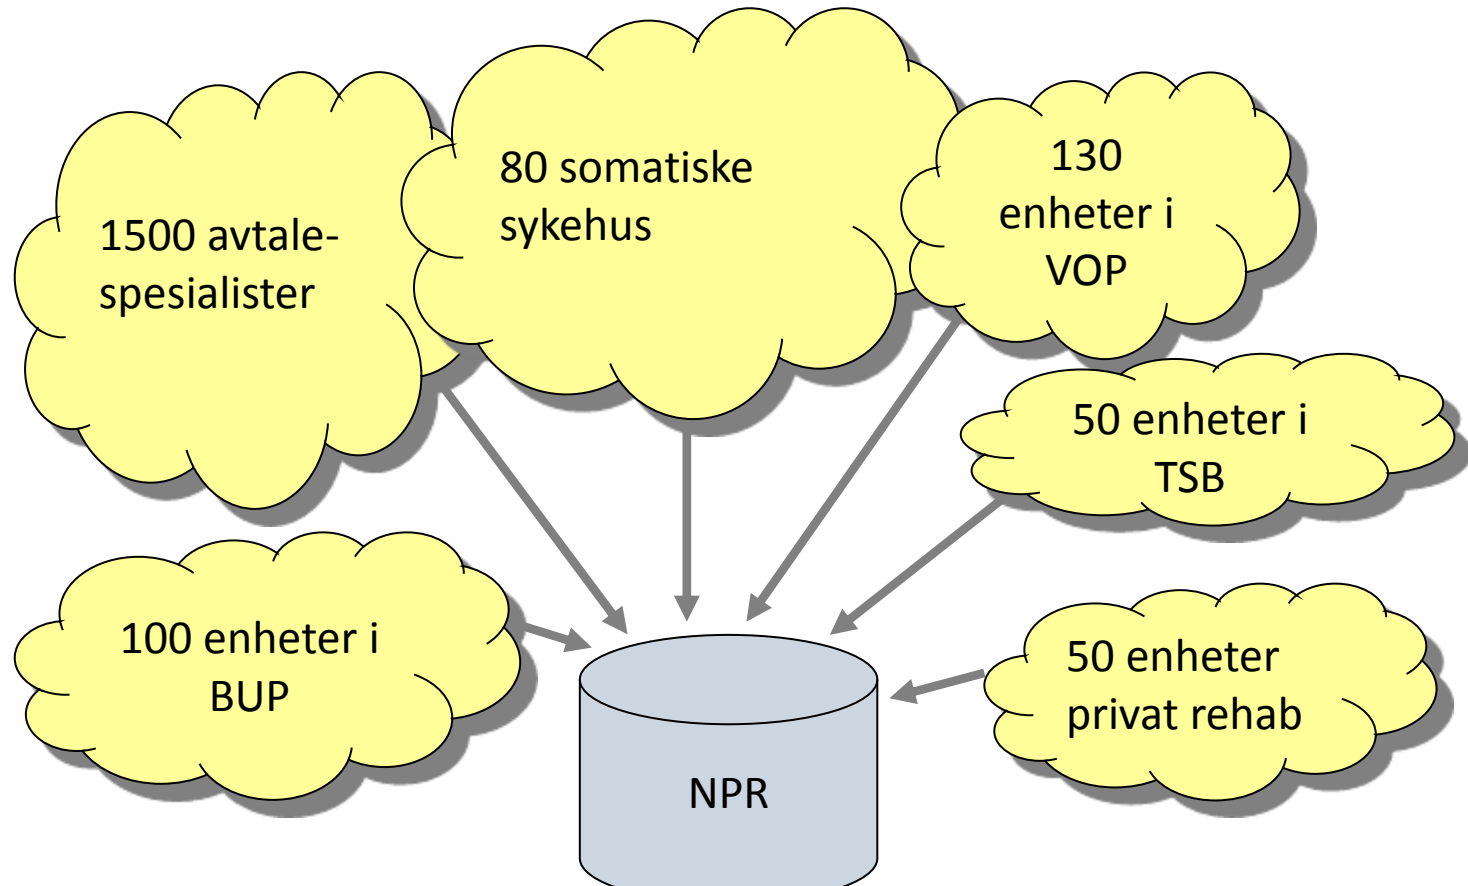 1500 avtale-
spesialister
80 somatiske
sykehus
130
enheter i
VOP
50 enheter i
TSB
100 enheter i
BUP
50 enheter
privat rehab
NPR